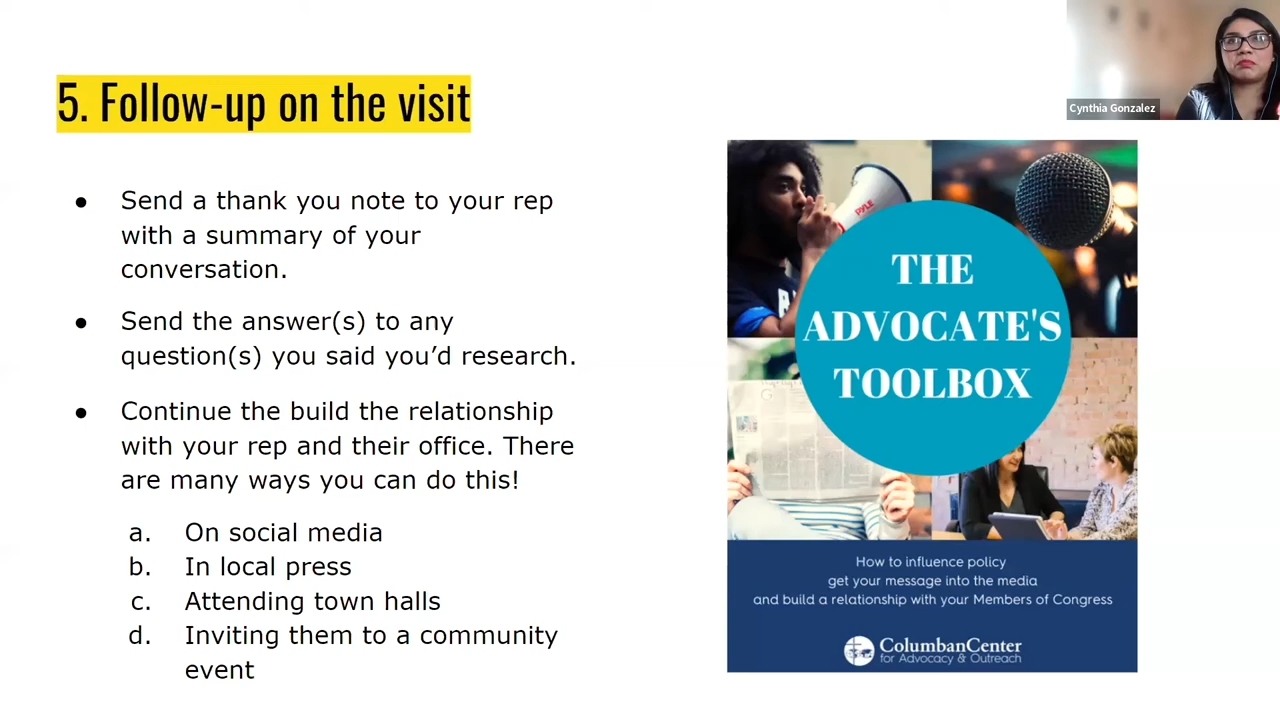 5. Follow-up on the visit
Cynthia Gonzalez
● Send a thank you note to your rep
with a summary of your
conversation.
● Send the answer(s) to any
question(s) you said you’d research.
● Continue the build the relationship
with your rep and their office. There
are many ways you can do this!
a. On social media
b. In local press
c. Attending town halls
d. Inviting them to a community
event
PYLE
THE
ADVOCATE'S
TOOLBOX
How to influence policy
get your message into the media
and build a relationship with your Members of Congress
ColumbanCenter
for Advocacy & Outreach